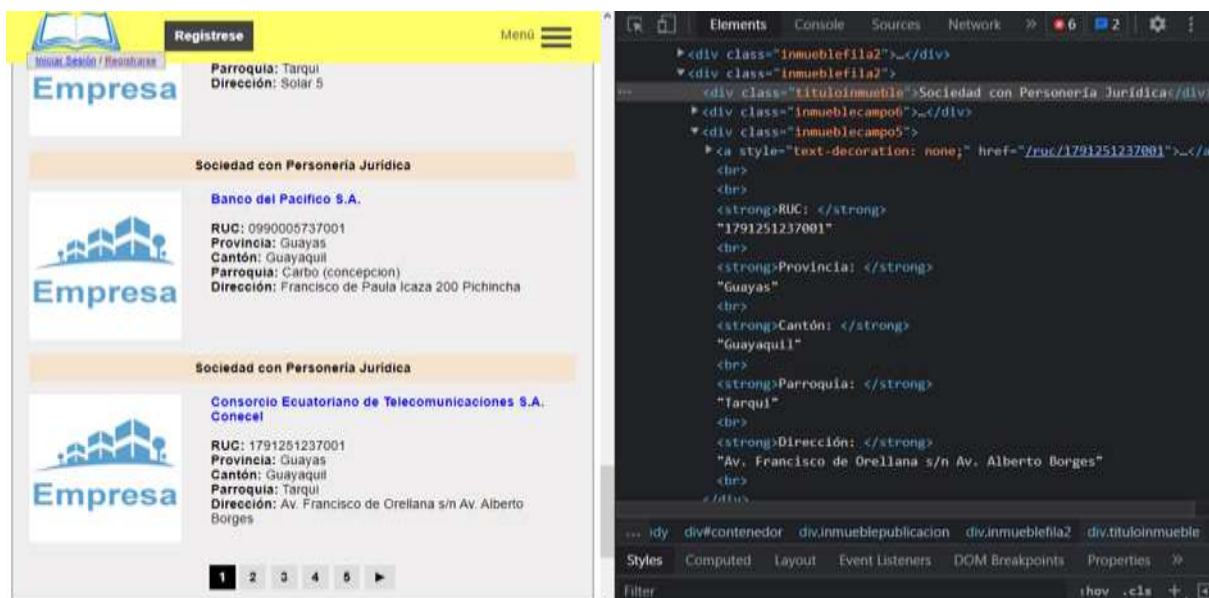 Registrese
Menú
Iniciar Sesión / Registrarse
Parroquia: Tarqui
Dirección: Solar 5
Empresa
Sociedad con Personería Jurídica
Banco del Pacifico S.A.
RUC: 0990005737001
Provincia: Guayas
Cantón: Guayaquil
Parroquia: Carbo (concepcion)
Dirección: Francisco de Paula Icaza 200 Pichincha
Empresa
Sociedad con Personería Jurídica
Consorcio Ecuatoriano de Telecomunicaciones S.A.
Conecel
RUC: 1791251237001
Provincia: Guayas
Cantón: Guayaquil
Parroquia: Tarqui
Dirección: Av. Francisco de Orellana s/n Av. Alberto
Borges
Empresa
1 2 3 4 5 ►
Elements Console Sources Network » 6 2
<div class="inmueblefila2">…</div>
<div class="inmueblefila2">
<div class="tituloinmueble">Sociedad con Personería Jurídica</div>
<div class="inmueblecampo6">…</div>
<div class="inmueblecampo5">
<a style="text-decoration: none;" href="/ruc/1791251237001">…</a
<br>
<br>
<strong>RUC: </strong>
"1791251237001"
<br>
<strong>Provincia: </strong>
"Guayas"
<br>
<strong>Cantón: </strong>
"Guayaquil"
<br>
<strong>Parroquia: </strong>
"Tarqui"
<br>
<strong>Dirección: </strong>
"Av. Francisco de Orellana s/n Av. Alberto Borges"
<br>
</div>
... idy div#contenedor div.inmueblepublicacion div.inmueblefila2 div.tituloinmueble
Styles Computed Layout Event Listeners DOM Breakpoints Properties »
Filter :hov .cls +